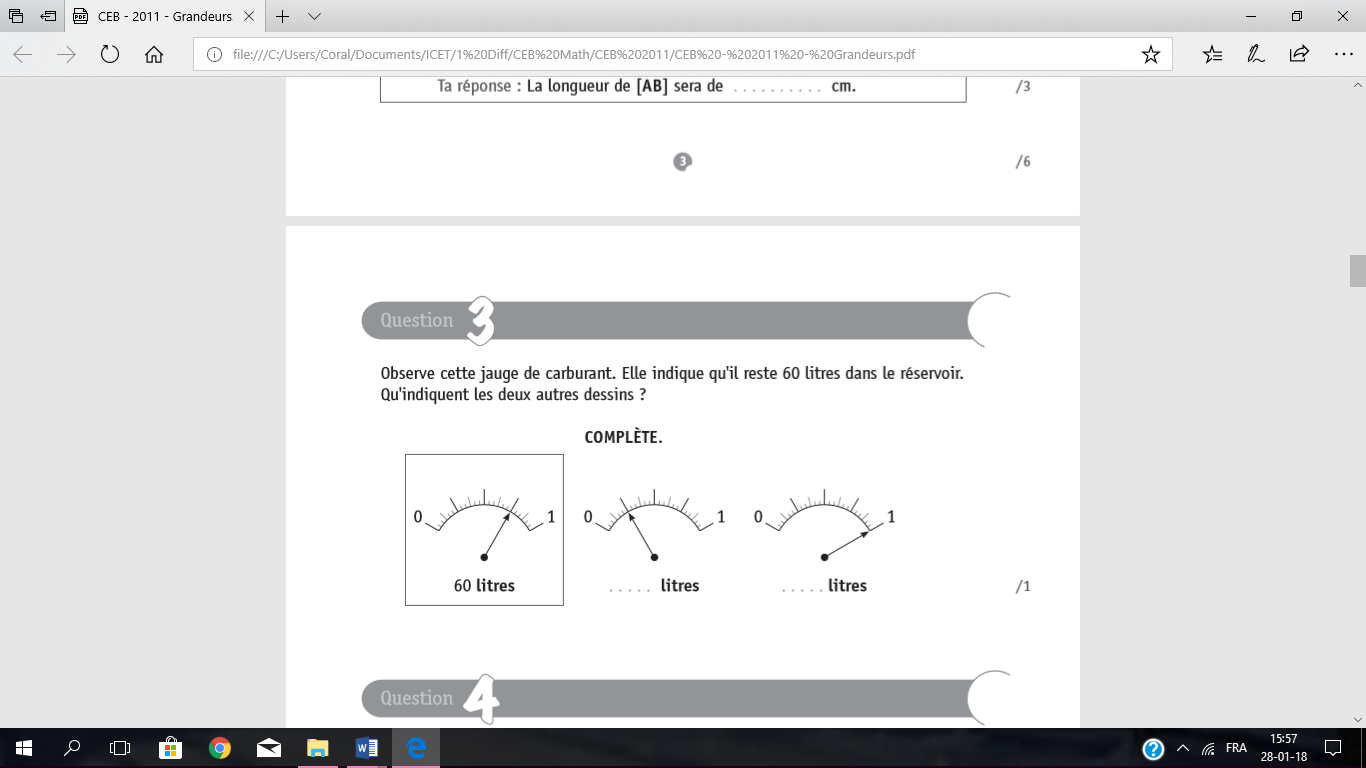 CEB - 2011 - Grandeurs
file:///C:/Users/Coral/Documents/ICET/1%20Diff/CEB%20Math/CEB%202011/CEB%20-%202011%20-%20Grandeurs.pdf
Ta réponse : La longueur de [AB] sera de . . . . . . . . . . cm.
/3
3
/6
Question 3
Observe cette jauge de carburant. Elle indique qu'il reste 60 litres dans le réservoir.
Qu'indiquent les deux autres dessins ?
COMPLÈTE.
0 1 0 1 0 1
60 litres . . . . . litres . . . . . litres
/1
Question 4
FRA
15:57
28-01-18